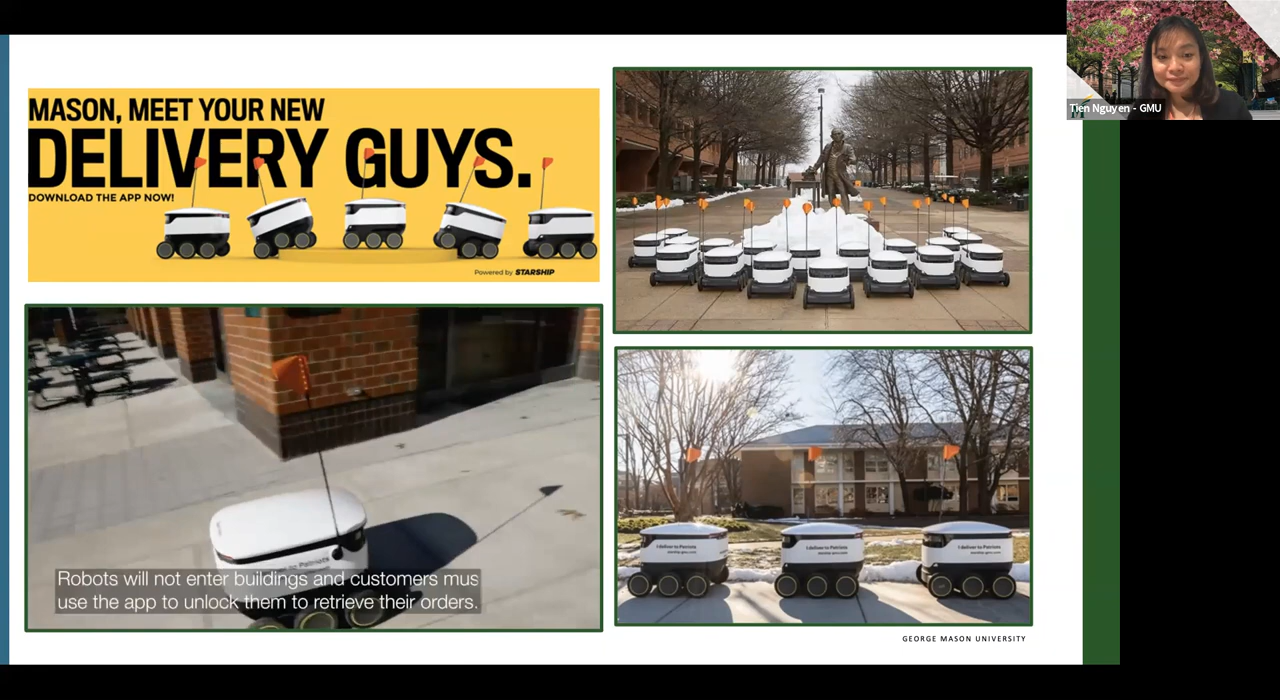 MASON, MEET YOUR NEW
DELIVERY GUYS.
DOWNLOAD THE APP NOW!
Powered by STARSHIP
Tien Nguyen - GMU
Robots will not enter buildings and customers mus
use the app to unlock them to retrieve their orders.
I deliver to Patriots
I deliver to Patriots
I deliver to Patriots
GEORGE MASON UNIVERSITY